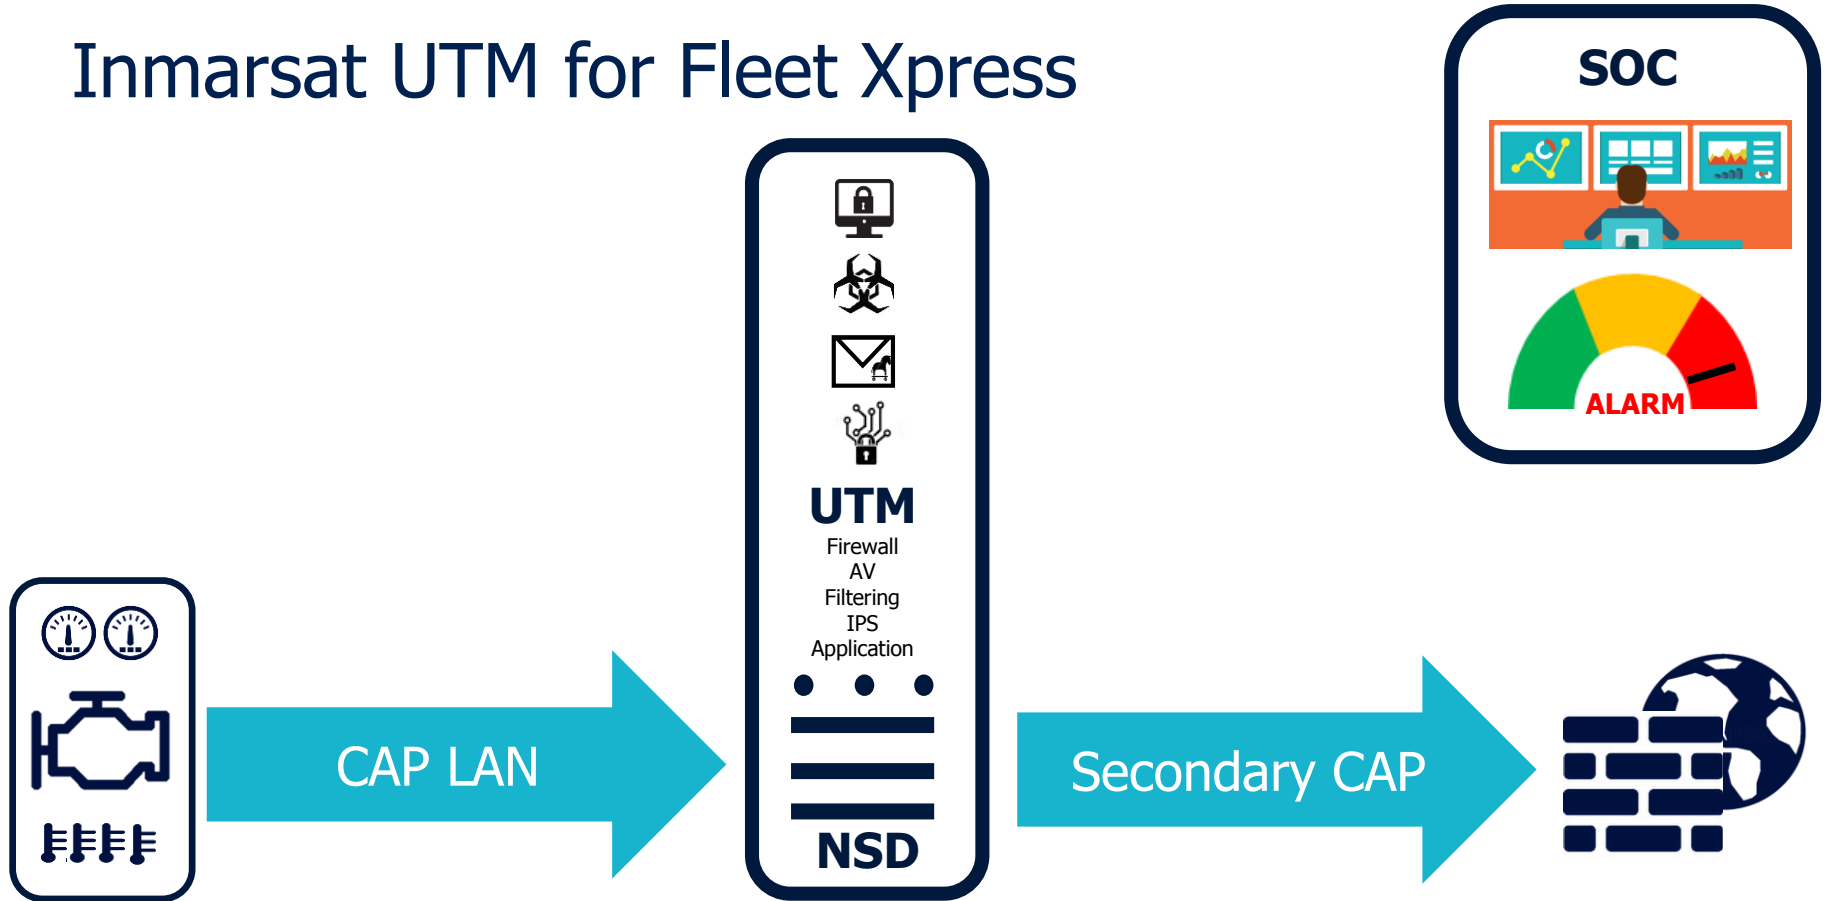 Inmarsat UTM for Fleet Xpress
SOC
ALARM
UTM
Firewall
AV
Filtering
IPS
Application
NSD
CAP LAN
Secondary CAP